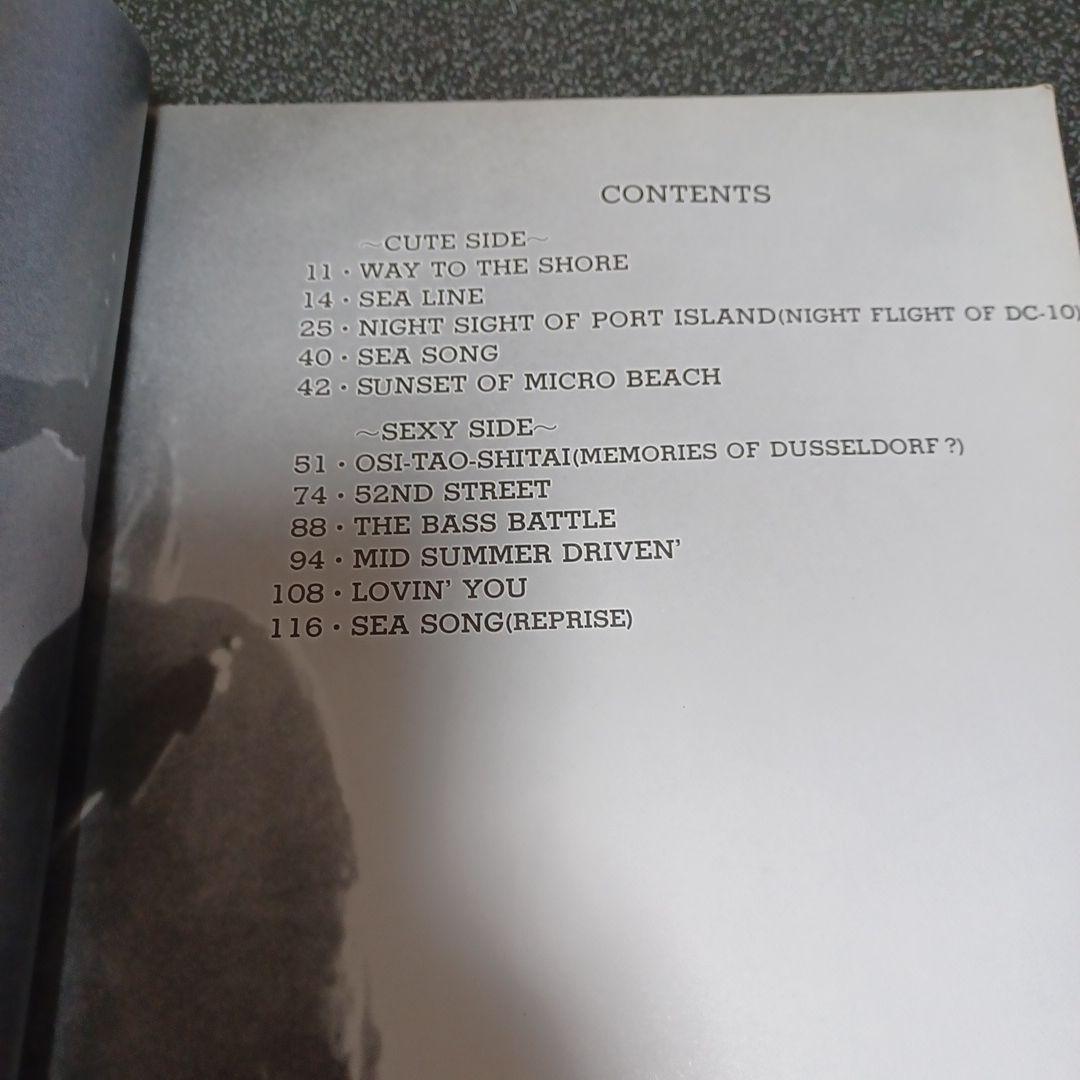 CONTENTS
~CUTE SIDE~
11・WAY TO THE SHORE
14・SEA LINE
25・NIGHT SIGHT OF PORT ISLAND(NIGHT FLIGHT OF DC-10)
40・SEA SONG
42・SUNSET OF MICRO BEACH
~SEXY SIDE~
51・OSI-TAO-SHITAI(MEMORIES OF DUSSELDORF?)
74・52ND STREET
88・THE BASS BATTLE
94・MID SUMMER DRIVEN'
108・LOVIN' YOU
116・SEA SONG(REPRISE)